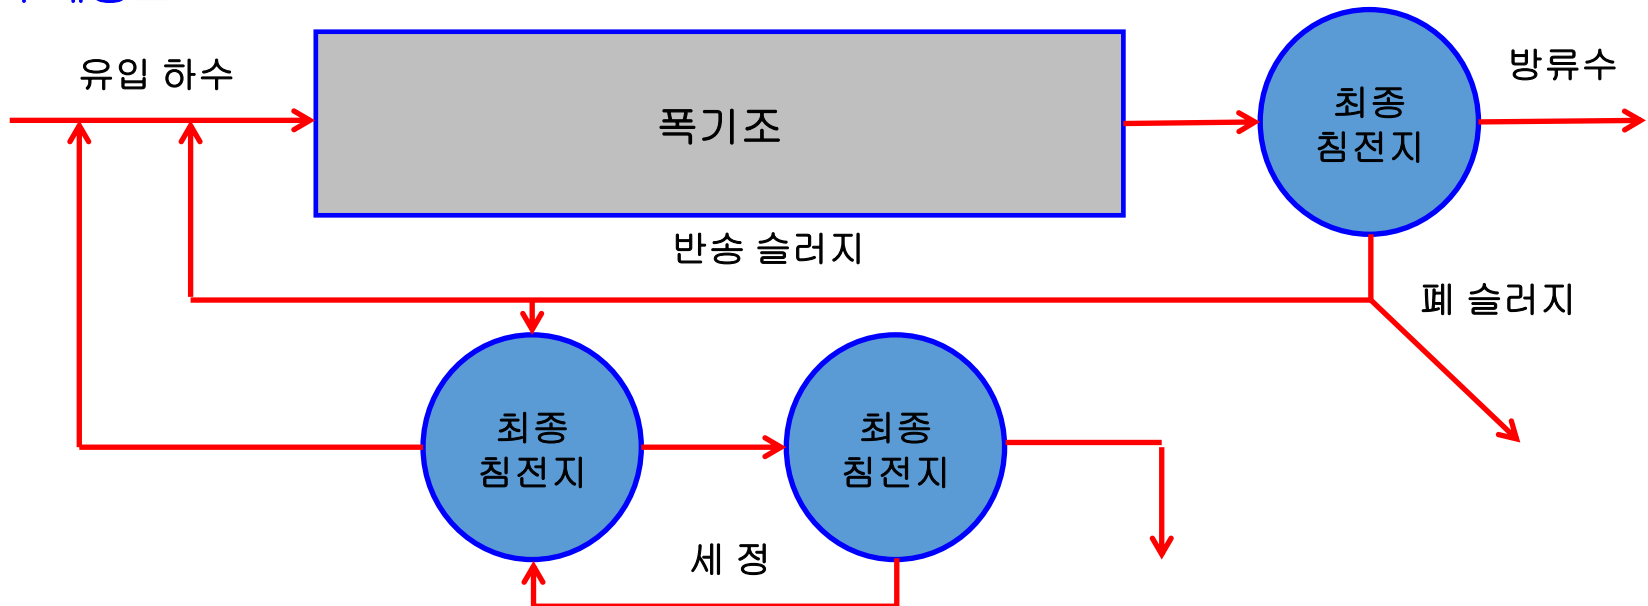 유입 하수
폭기조
최종
침전지
방류수
반송 슬러지
폐 슬러지
최종
침전지
최종
침전지
세 정